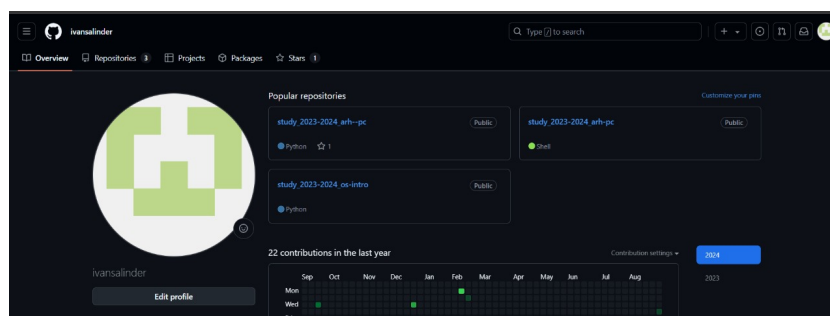 ivansalinder
Type / to search
Overview Repositories 3 Projects Packages Stars 1
Popular repositories
Customize your pins
study_2023-2024_arh--pc Public
Python 1
study_2023-2024_arh-pc Public
Shell
study_2023-2024_os-intro Public
Python
22 contributions in the last year
Contribution settings
2024
2023
ivansalinder
Edit profile
Sep Oct Nov Dec Jan Feb Mar Apr May Jun Jul Aug
Mon
Wed